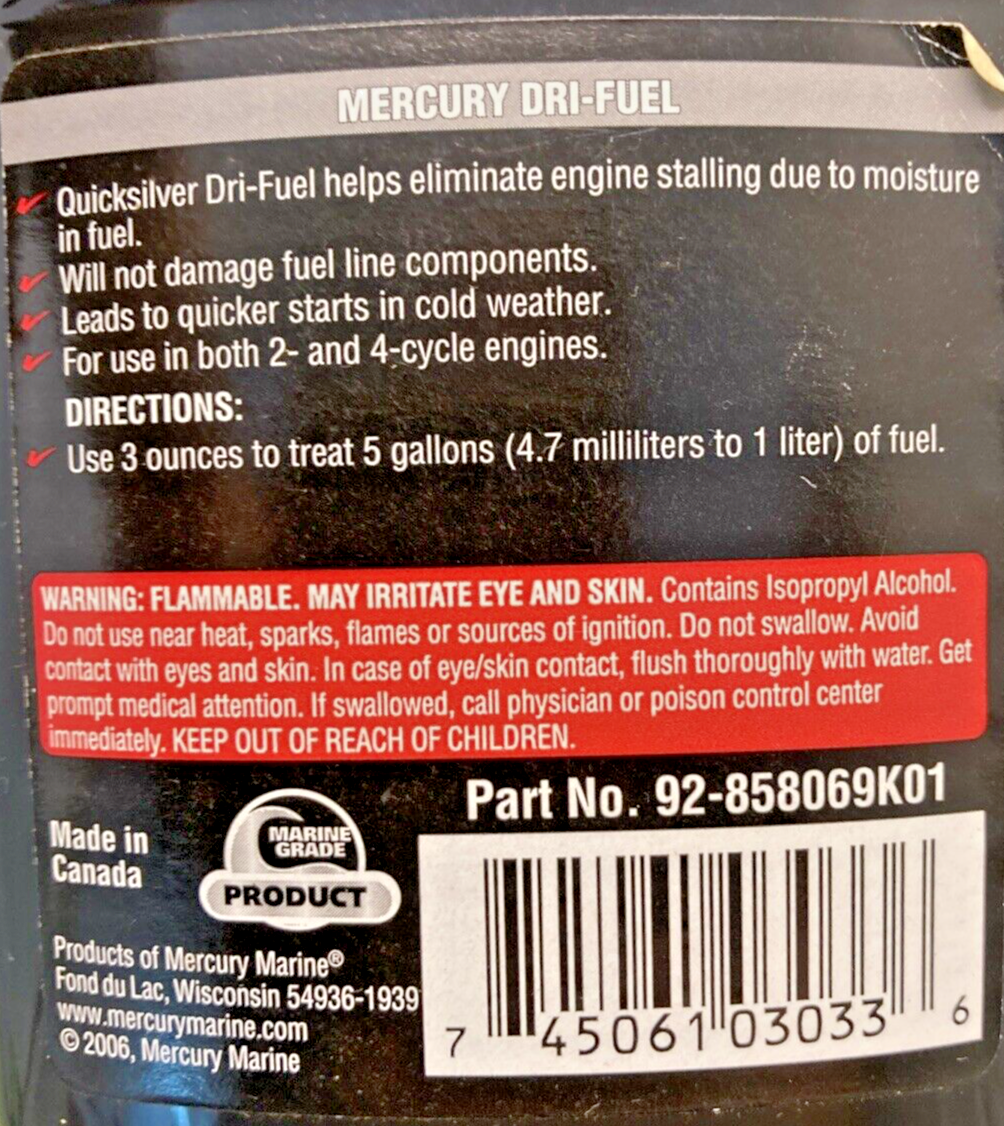 MERCURY DRI-FUEL
Quicksilver Dri-Fuel helps eliminate engine stalling due to moisture
in fuel.
Will not damage fuel line components.
Leads to quicker starts in cold weather.
For use in both 2- and 4-cycle engines.
DIRECTIONS:
Use 3 ounces to treat 5 gallons (4.7 milliliters to 1 liter) of fuel.
WARNING: FLAMMABLE. MAY IRRITATE EYE AND SKIN. Contains Isopropyl Alcohol.
Do not use near heat, sparks, flames or sources of ignition. Do not swallow. Avoid
contact with eyes and skin. In case of eye/skin contact, flush thoroughly with water. Get
prompt medical attention. If swallowed, call physician or poison control center
immediately. KEEP OUT OF REACH OF CHILDREN.
Part No. 92-858069K01
Made in
Canada
MARINE
GRADE
PRODUCT
Products of Mercury Marine®
Fond du Lac, Wisconsin 54936-1939
www.mercurymarine.com
© 2006, Mercury Marine
7 45061 03033 6